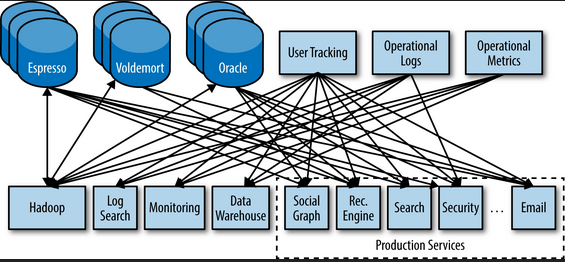 Espresso
Voldemort
Oracle
User Tracking
Operational
Logs
Operational
Metrics
Hadoop
Log
Search
Monitoring
Data
Warehouse
Social
Graph
Rec.
Engine
Search
Security
...
Email
Production Services